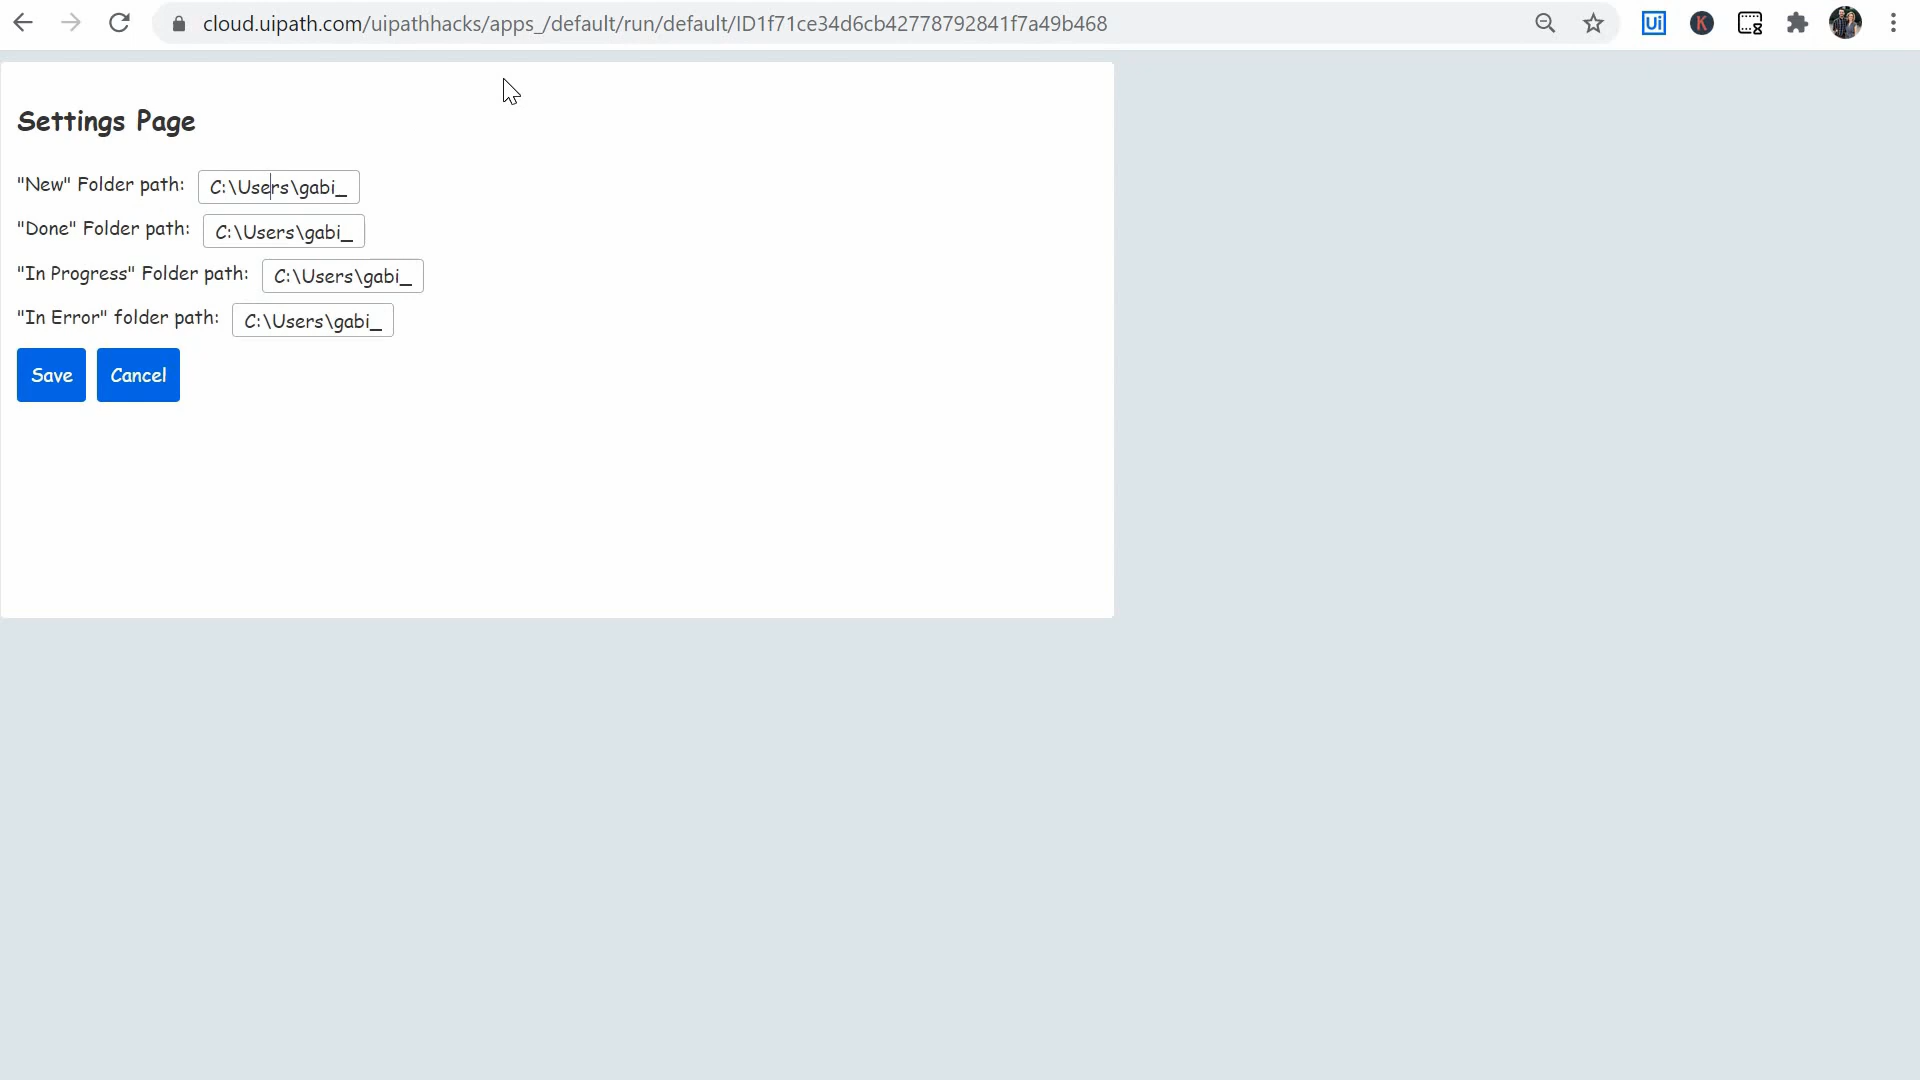 cloud.uipath.com/uipathhacks/apps_/default/run/default/ID1f71ce34d6cb42778792841f7a49b468
Ui
K
Settings Page
"New" Folder path: C:\Users\gabi_
"Done" Folder path: C:\Users\gabi_
"In Progress" Folder path: C:\Users\gabi_
"In Error" folder path: C:\Users\gabi_
Save Cancel